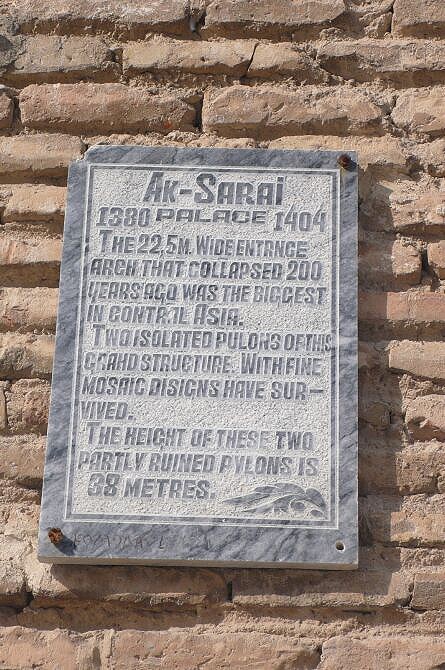 Ak-Sarai
1380 PALACE 1404
THE 22,5M. WIDE ENTRANCE
ARCH THAT COLLAPSED 200
YEARS AGO WAS THE BIGGEST
IN CONTRAL ASIA.
TWO ISOLATED PULONS OF THIS
GRAHD STRUCTURE. WITH FINE
MOSAIC DISIGNS HAVE SUR-
VIVED.
THE HEIGHT OF THESE TWO
PARTLY RUINED PYLONS IS
38 METRES.